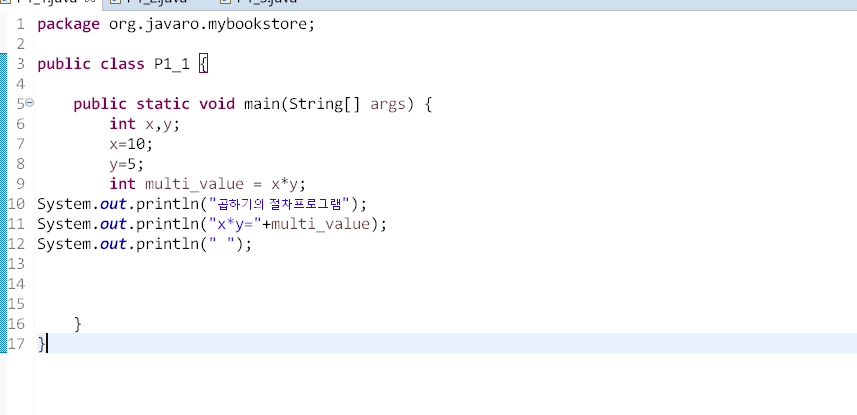 1 package org.javaro.mybookstore;
2
3 public class P1_1 {
4
5 public static void main(String[] args) {
6 int x,y;
7 x=10;
8 y=5;
9 int multi_value = x*y;
10 System.out.println("곱하기의 절차프로그램");
11 System.out.println("x*y="+multi_value);
12 System.out.println(" ");
13
14
15
16 }
17 }